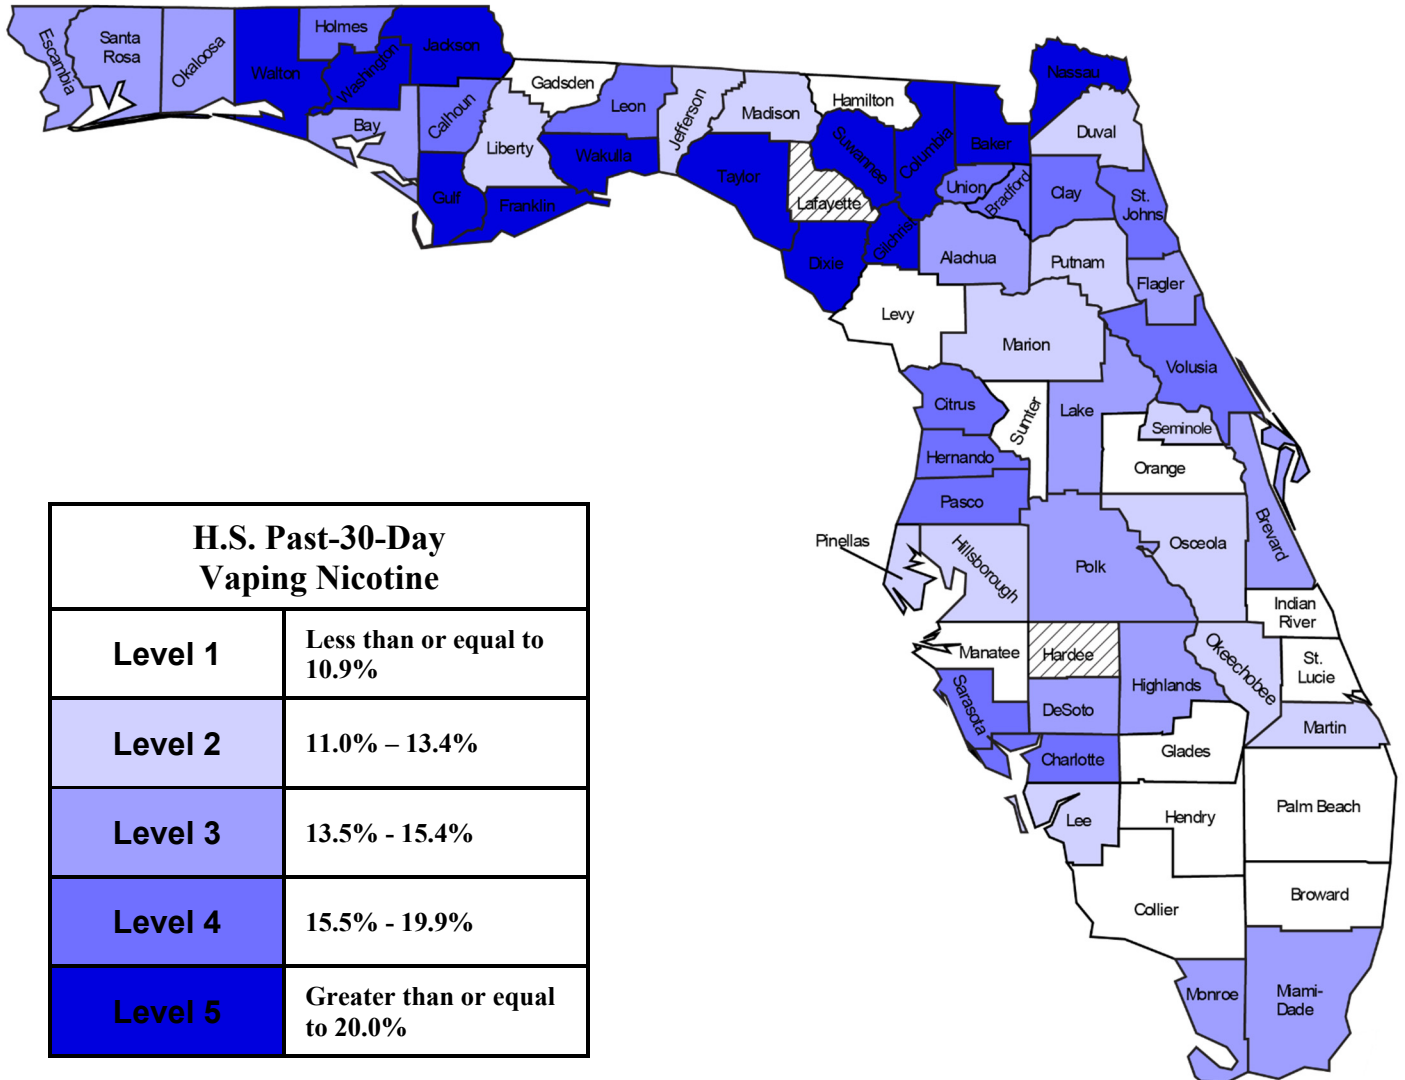 Escambia
Santa
Rosa
Okaloosa
Walton
Holmes
Washington
Jackson
Bay
Calhoun
Gulf
Liberty
Gadsden
Franklin
Leon
Wakulla
Jefferson
Madison
Taylor
Hamilton
Suwannee
Lafayette
Dixie
Columbia
Gilchrist
Baker
Union
Bradford
Nassau
Duval
Clay
St.
Johns
Alachua
Putnam
Flagler
Levy
Marion
Volusia
Citrus
Sumter
Lake
Seminole
Hernando
Orange
Pasco
Brevard
Pinellas
Hillsborough
Polk
Osceola
Indian
River
Manatee
Hardee
Highlands
Okeechobee
St.
Lucie
Sarasota
DeSoto
Martin
Charlotte
Glades
Lee
Hendry
Palm Beach
Collier
Broward
Monroe
Miami-
Dade
H.S. Past-30-Day
Vaping Nicotine
Level 1
Less than or equal to
10.9%
Level 2
11.0% – 13.4%
Level 3
13.5% - 15.4%
Level 4
15.5% - 19.9%
Level 5
Greater than or equal
to 20.0%